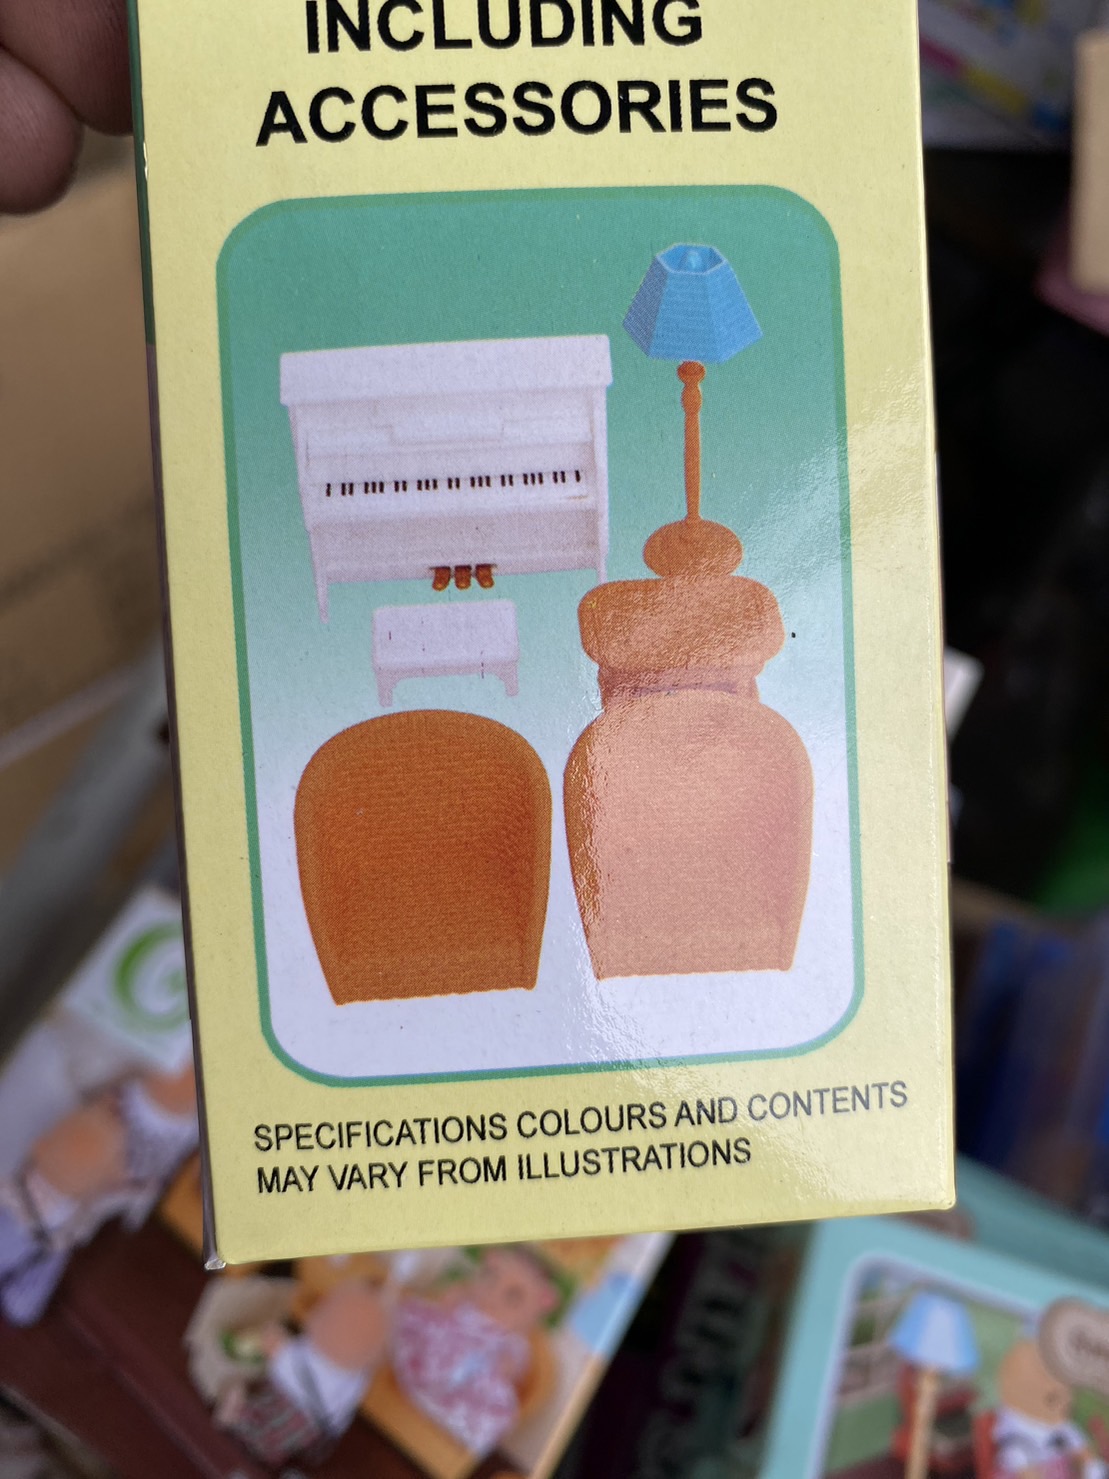 INCLUDING
ACCESSORIES
SPECIFICATIONS COLOURS AND CONTENTS
MAY VARY FROM ILLUSTRATIONS